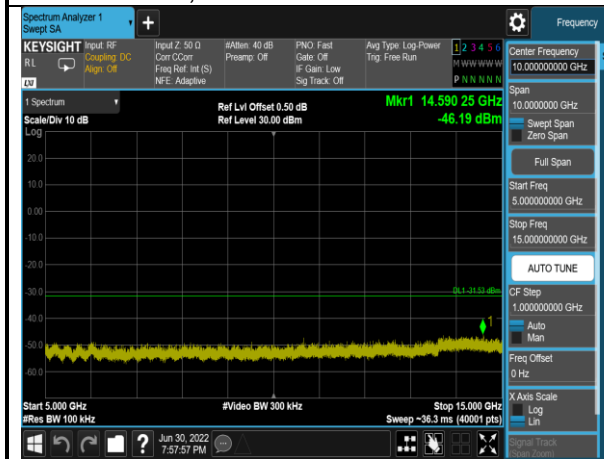 Spectrum Analyzer 1
Swept SA
+
Frequency
KEYSIGHT
RL
LXI
Input: RF
Coupling: DC
Align: Off
Input Z: 50 Ω
Corr CCorr
Freq Ref: Int (S)
NFE: Adaptive
#Atten: 40 dB
Preamp: Off
PNO: Fast
Gate: Off
IF Gain: Low
Sig Track: Off
Avg Type: Log-Power
Trig: Free Run
1 2 3 4 5 6
M W W W W W
P N N N N N
1 Spectrum
Scale/Div 10 dB
Ref Lvl Offset 0.50 dB
Ref Level 30.00 dBm
Mkr1 14.590 25 GHz
-46.19 dBm
Log
20.0
10.0
0.00
-10.0
-20.0
-30.0
-40.0
-50.0
-60.0
DL1 -31.53 dBm
1
Start 5.000 GHz
#Res BW 100 kHz
#Video BW 300 kHz
Stop 15.000 GHz
Sweep ~36.3 ms (40001 pts)
Center Frequency
10.000000000 GHz
Span
10.0000000 GHz
Swept Span
Zero Span
Full Span
Start Freq
5.000000000 GHz
Stop Freq
15.000000000 GHz
AUTO TUNE
CF Step
1.000000000 GHz
Auto
Man
Freq Offset
0 Hz
X Axis Scale
Log
Lin
Signal Track
(Span Zoom)
?
Jun 30, 2022
7:57:57 PM